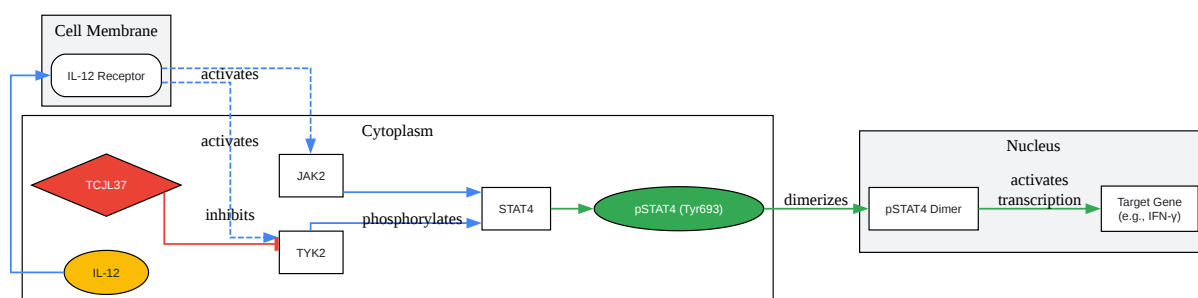 Cell Membrane
IL-12 Receptor
activates
Cytoplasm
activates
Nucleus
TCJL37
JAK2
activates
transcription
inhibits
phosphorylates
STAT4
pSTAT4 (Tyr693)
dimerizes
pSTAT4 Dimer
Target Gene
(e.g., IFN-γ)
TYK2
IL-12